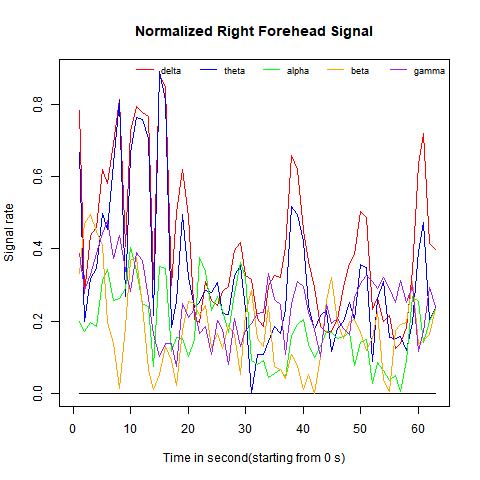 Normalized Right Forehead Signal
delta theta alpha beta gamma
Signal rate
0.8
0.6
0.4
0.2
0.0
0 10 20 30 40 50 60
Time in second(starting from 0 s)